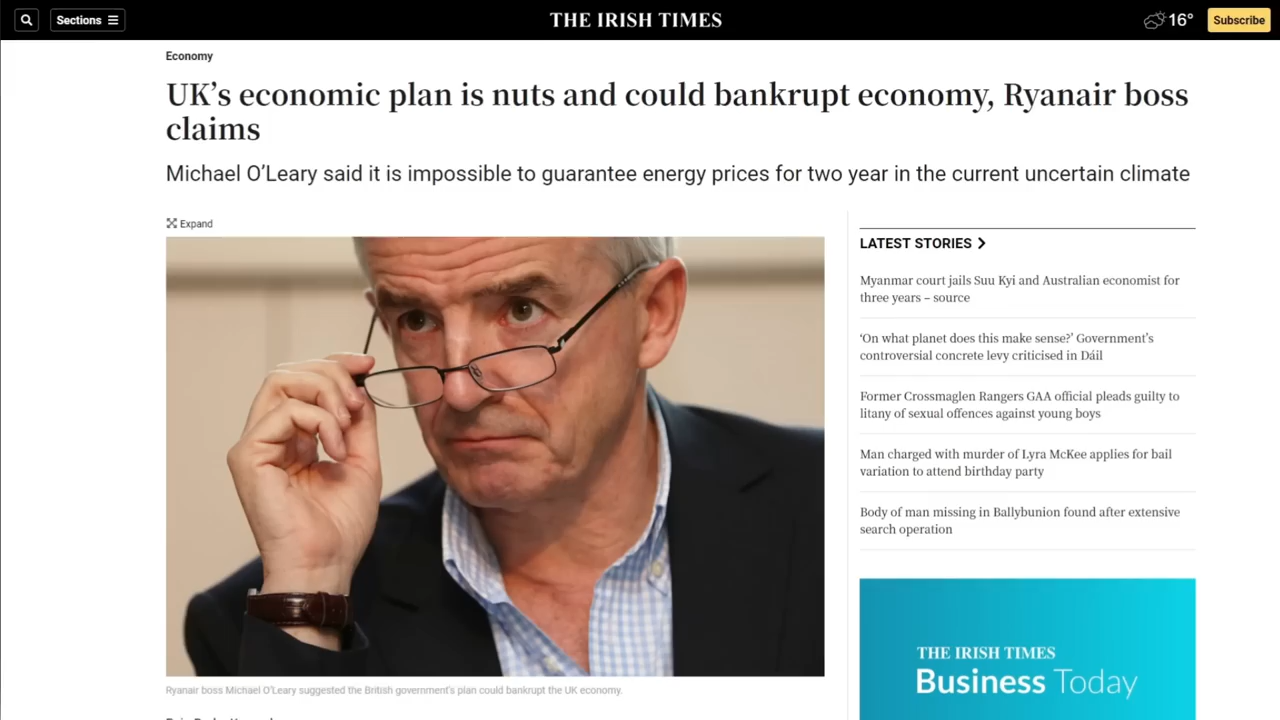 Sections
THE IRISH TIMES
16°
Subscribe
Economy
UK’s economic plan is nuts and could bankrupt economy, Ryanair boss
claims
Michael O’Leary said it is impossible to guarantee energy prices for two year in the current uncertain climate
Expand
LATEST STORIES
Myanmar court jails Suu Kyi and Australian economist for
three years – source
‘On what planet does this make sense?’ Government’s
controversial concrete levy criticised in Dáil
Former Crossmaglen Rangers GAA official pleads guilty to
litany of sexual offences against young boys
Man charged with murder of Lyra McKee applies for bail
variation to attend birthday party
Body of man missing in Ballybunion found after extensive
search operation
THE IRISH TIMES
Business Today
Ryanair boss Michael O’Leary suggested the British government’s plan could bankrupt the UK economy.